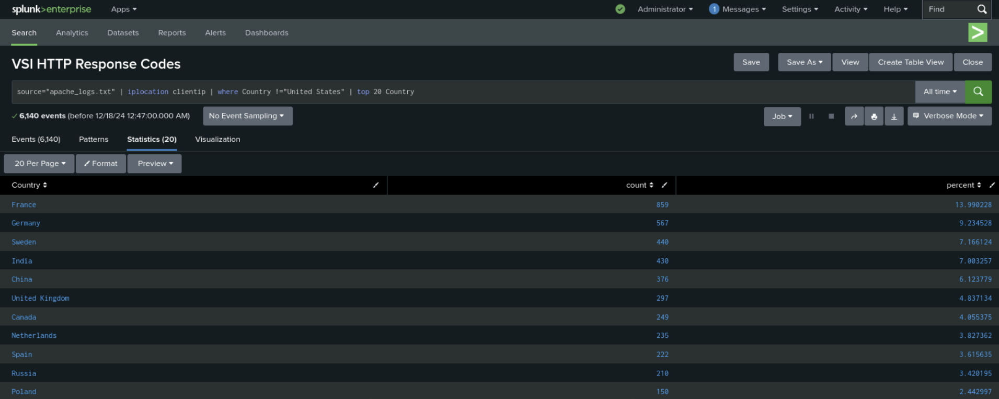 splunk>enterprise Apps Administrator 1 Messages Settings Activity Help Find
Search Analytics Datasets Reports Alerts Dashboards
VSI HTTP Response Codes Save Save As View Create Table View Close
source="apache_logs.txt" | iplocation clientip | where Country !="United States" | top 20 Country All time
6,140 events (before 12/18/24 12:47:00.000 AM) No Event Sampling Job Verbose Mode
Events (6,140) Patterns Statistics (20) Visualization
20 Per Page Format Preview
Country count percent
France 859 13.990228
Germany 567 9.234528
Sweden 440 7.166124
India 430 7.003257
China 376 6.123779
United Kingdom 297 4.837134
Canada 249 4.055375
Netherlands 235 3.827362
Spain 222 3.615635
Russia 210 3.420195
Poland 150 2.442997